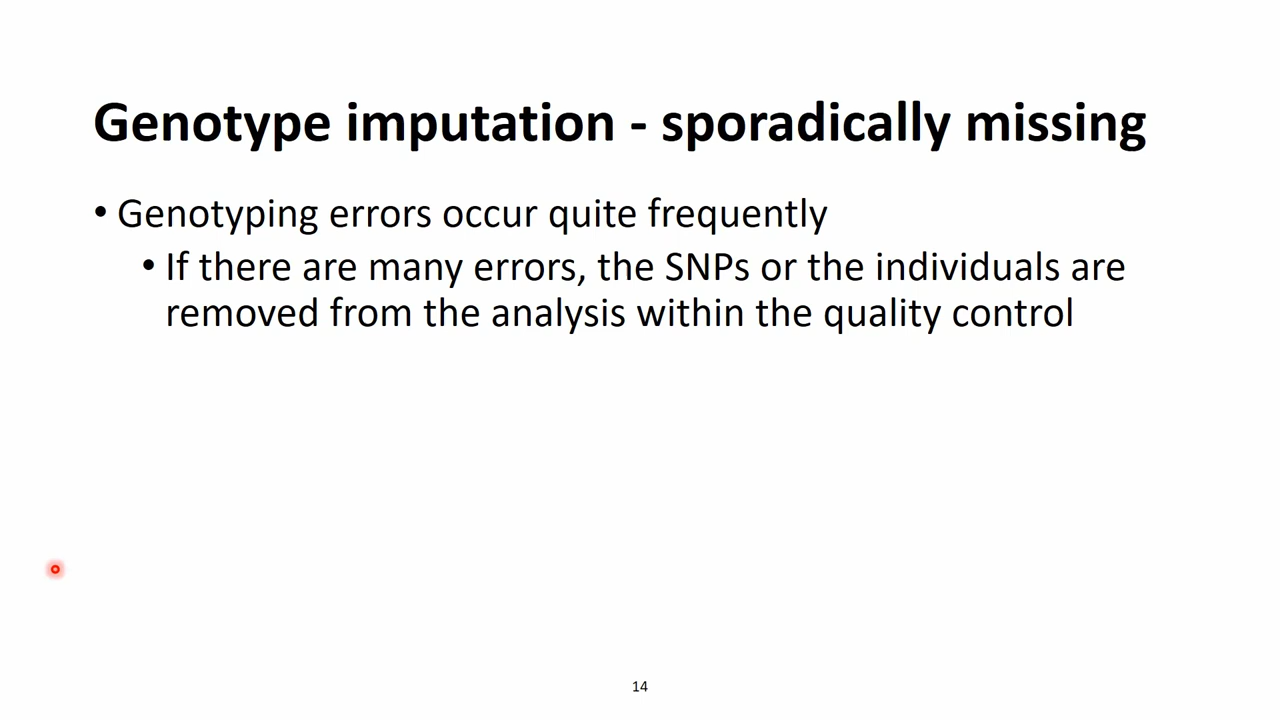 Genotype imputation - sporadically missing
• Genotyping errors occur quite frequently
• If there are many errors, the SNPs or the individuals are
removed from the analysis within the quality control
14